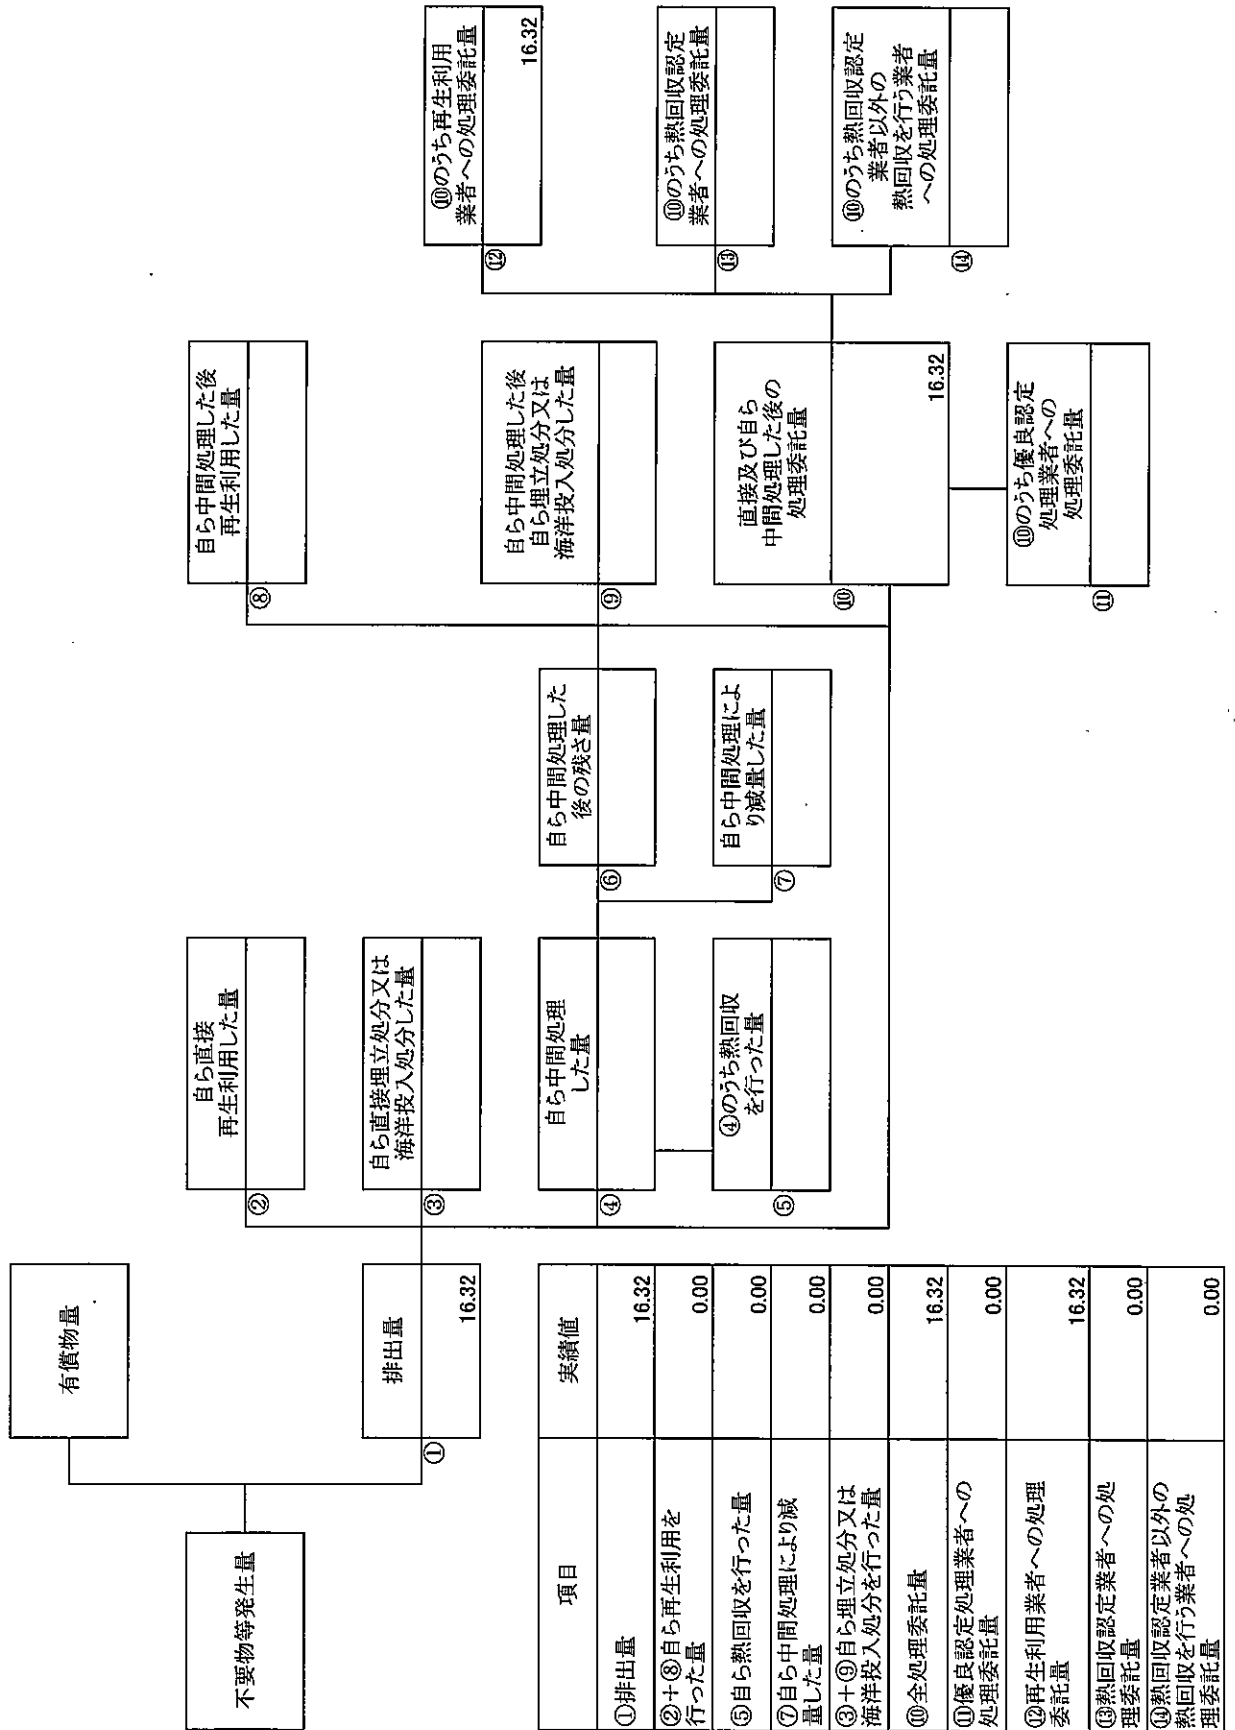 不要物等発生量
有償物量
①
排出量
16.32
②
自ら直接
再生利用した量
③
自ら直接埋立処分又は
海洋投入処分した量
④
自ら中間処理
した量
⑤
④のうち熱回収
を行った量
⑥
自ら中間処理した
後の残さ量
⑦
自ら中間処理によ
り減量した量
⑧
自ら中間処理した後
再生利用した量
⑨
自ら中間処理した後
自ら埋立処分又は
海洋投入処分した量
⑩
直接及び自ら
中間処理した後の
処理委託量
16.32
⑪
⑩のうち優良認定
処理業者への
処理委託量
⑫
⑩のうち再生利用
業者への処理委託量
16.32
⑬
⑩のうち熱回収認定
業者への処理委託量
⑭
⑩のうち熱回収認定
業者以外の
熱回収を行う業者
への処理委託量
項目 実績値
①排出量 16.32
②+⑧自ら再生利用を
行った量 0.00
⑤自ら熱回収を行った量 0.00
⑦自ら中間処理により減
量した量 0.00
③+⑨自ら埋立処分又は
海洋投入処分を行った量 0.00
⑩全処理委託量 16.32
⑪優良認定処理業者への
処理委託量 0.00
⑫再生利用業者への処理
委託量 16.32
⑬熱回収認定業者への処
理委託量 0.00
⑭熱回収認定業者以外の
熱回収を行う業者への処
理委託量 0.00